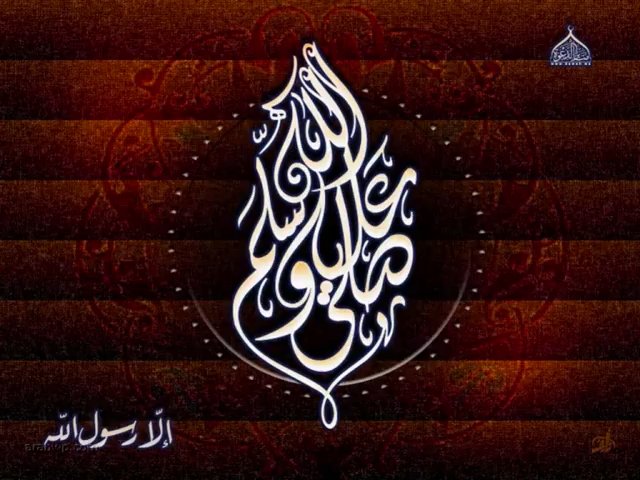 صلى الله عليه وسلم
إلا رسول الله